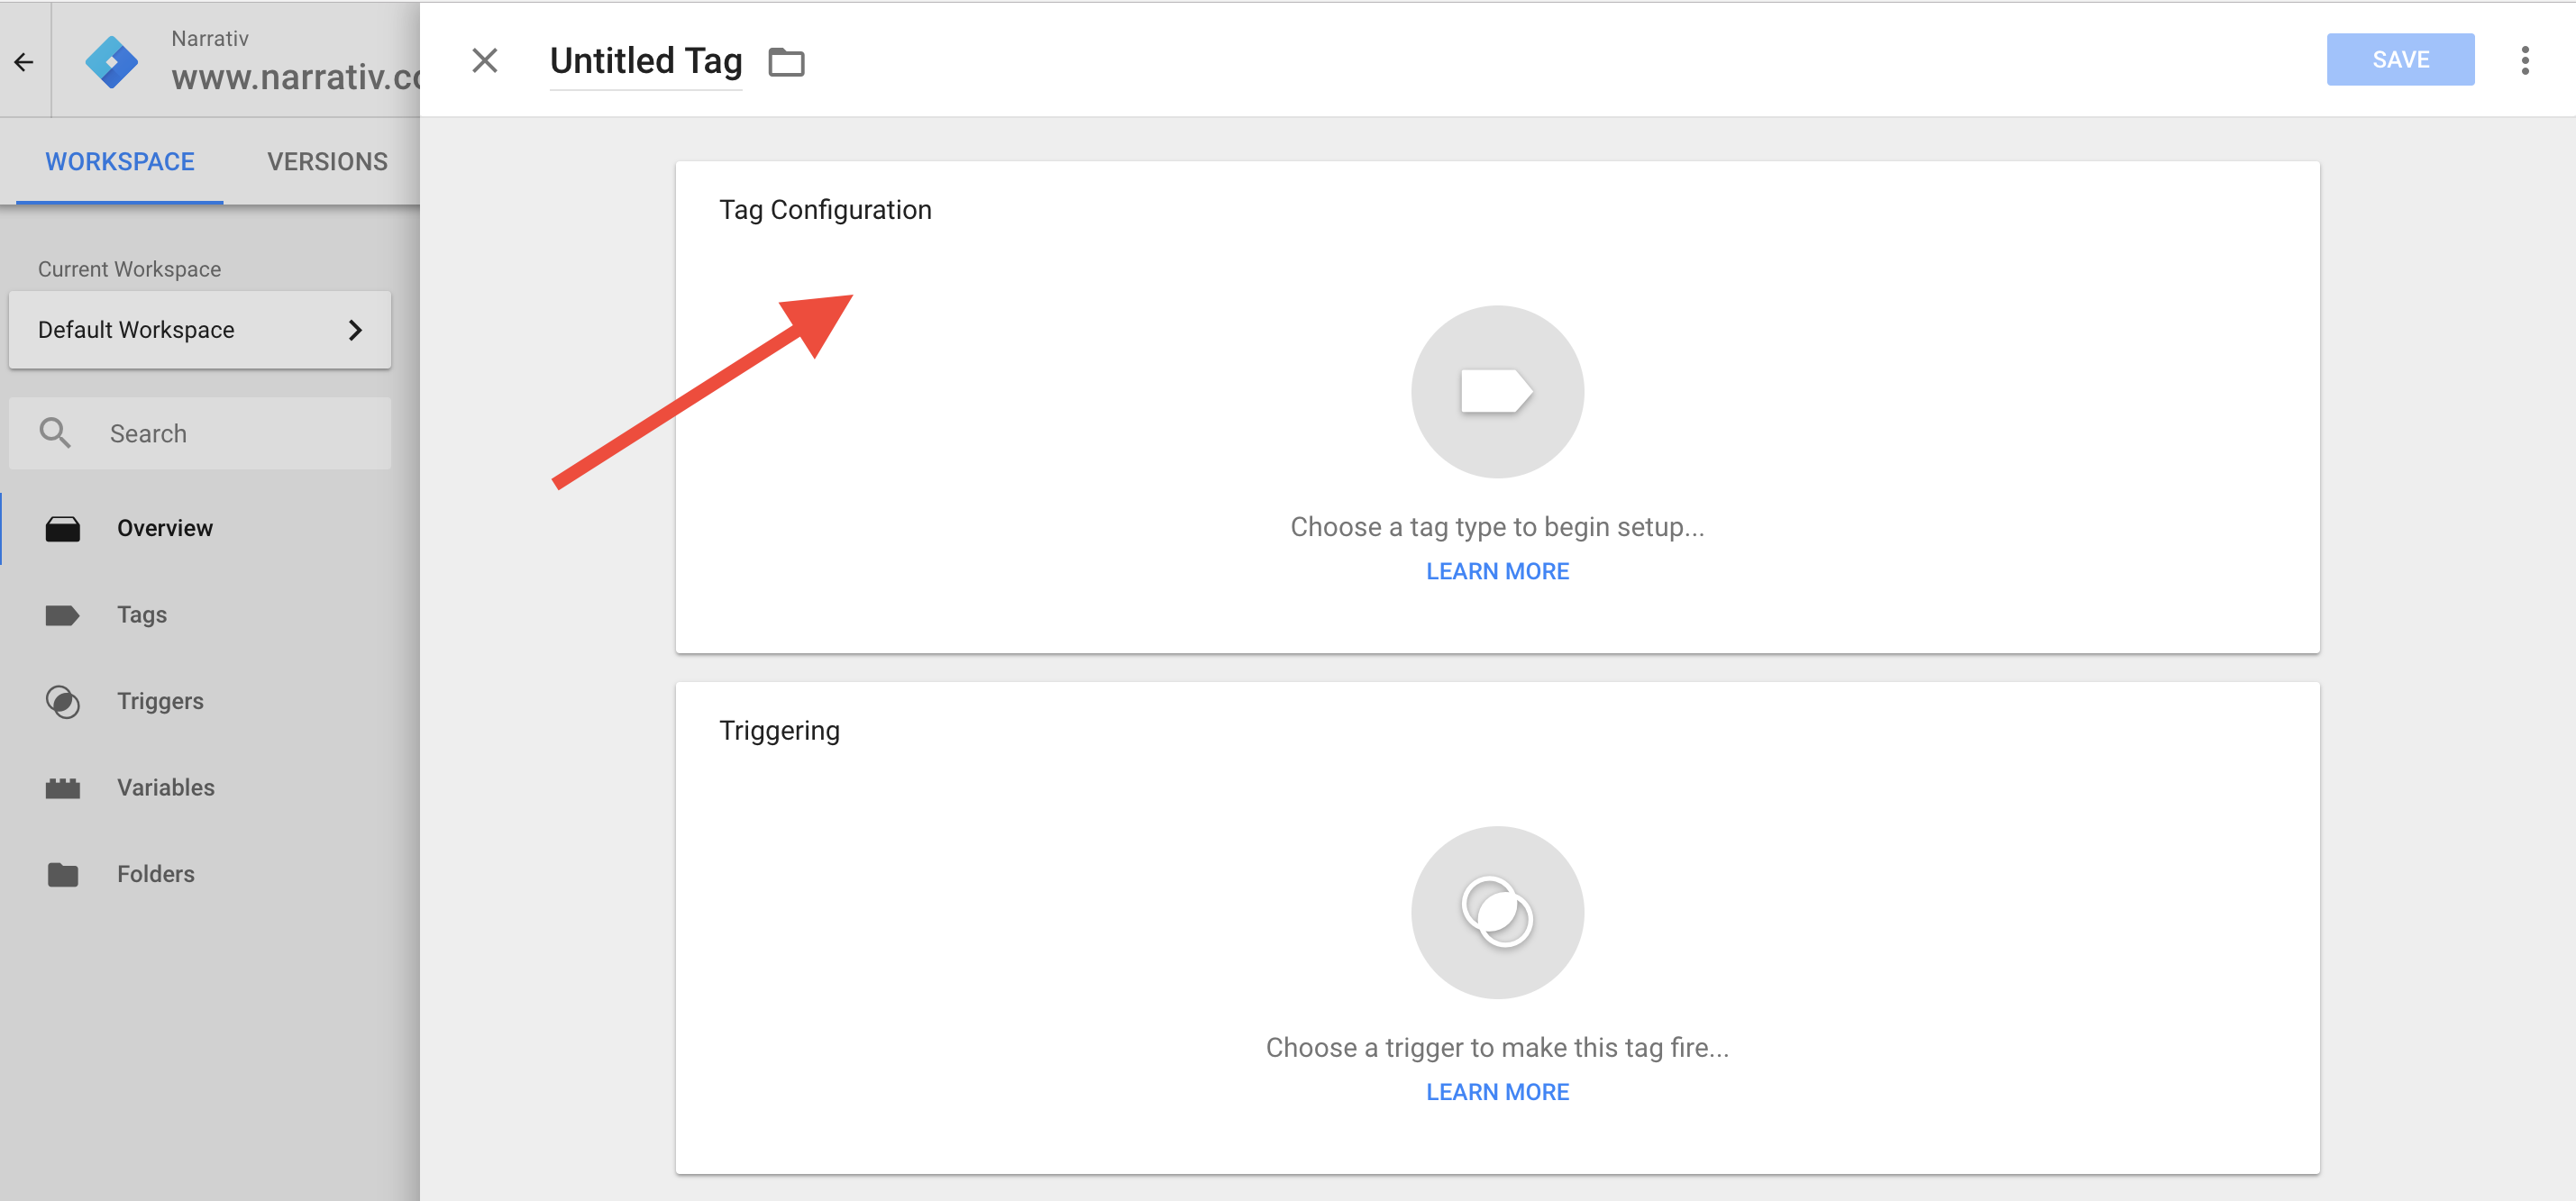 Narrativ
www.narrativ.co
Untitled Tag
SAVE
WORKSPACE
VERSIONS
Current Workspace
Default Workspace
Search
Overview
Tags
Triggers
Variables
Folders
Tag Configuration
Choose a tag type to begin setup...
LEARN MORE
Triggering
Choose a trigger to make this tag fire...
LEARN MORE